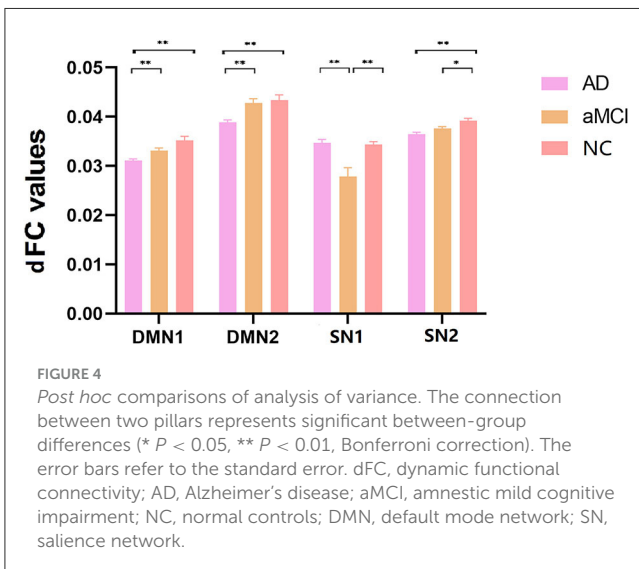 ** ** ** ** ** ** ** *
** **
0.05
0.04
0.03
0.02
0.01
0.00
dFC values
DMN1 DMN2 SN1 SN2
AD
aMCI
NC
FIGURE 4
Post hoc comparisons of analysis of variance. The connection
between two pillars represents significant between-group
differences (* P < 0.05, ** P < 0.01, Bonferroni correction). The
error bars refer to the standard error. dFC, dynamic functional
connectivity; AD, Alzheimer's disease; aMCI, amnestic mild cognitive
impairment; NC, normal controls; DMN, default mode network; SN,
salience network.